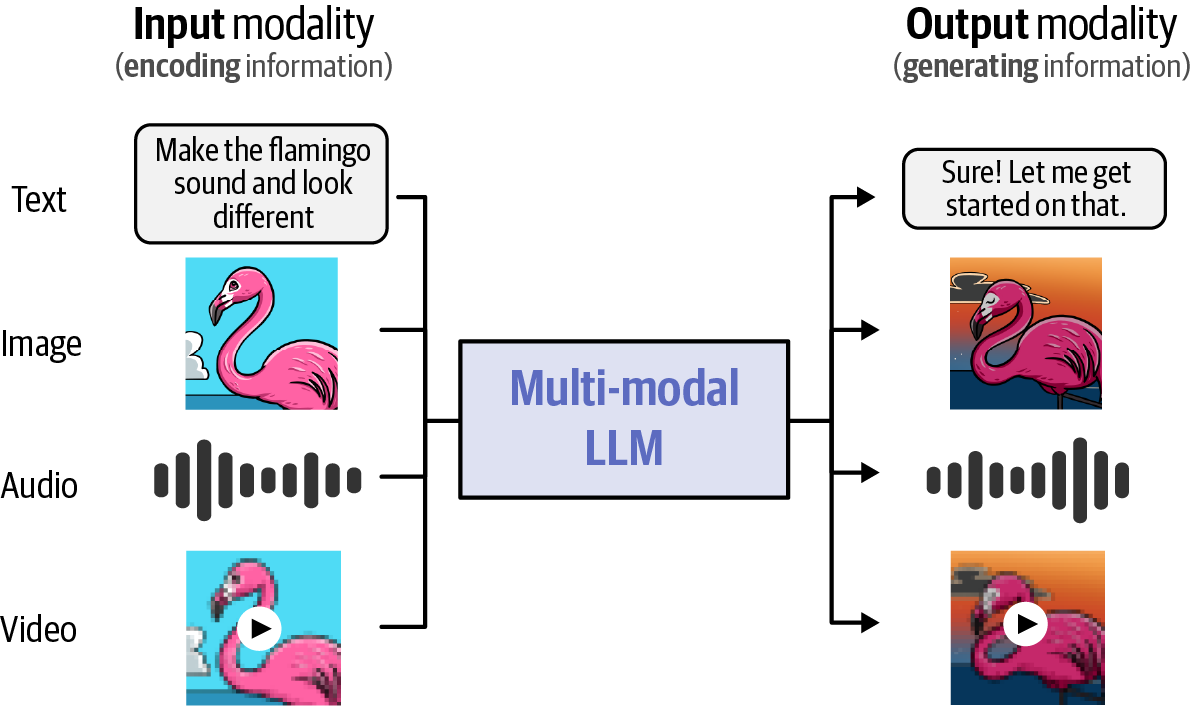 Input modality
(encoding information)
Output modality
(generating information)
Text
Make the flamingo
sound and look
different
Sure! Let me get
started on that.
Image
Multi-modal
LLM
Audio
Video